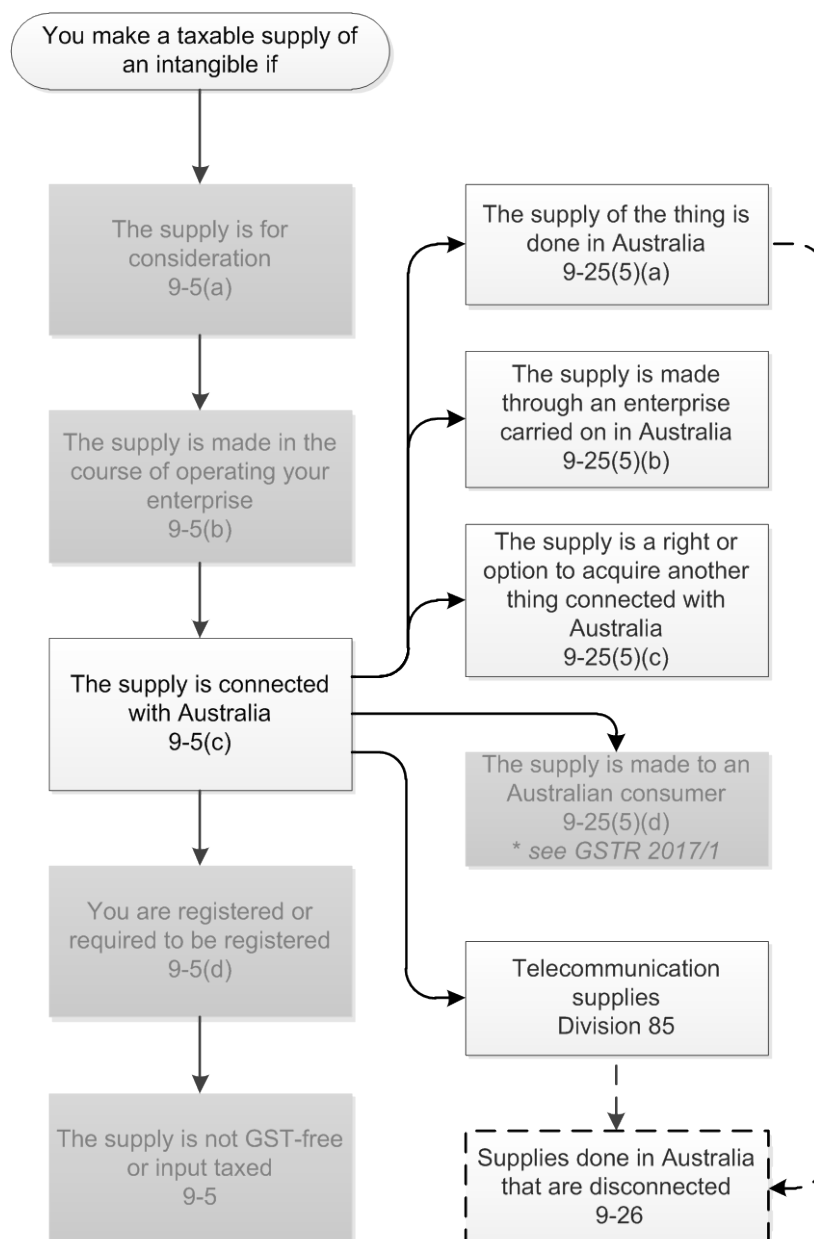 You make a taxable supply of
an intangible if
The supply is for
consideration
9-5(a)
The supply is made in the
course of operating your
enterprise
9-5(b)
The supply is connected
with Australia
9-5(c)
You are registered or
required to be registered
9-5(d)
The supply is not GST-free
or input taxed
9-5
The supply of the thing is
done in Australia
9-25(5)(a)
The supply is made
through an enterprise
carried on in Australia
9-25(5)(b)
The supply is a right or
option to acquire another
thing connected with
Australia
9-25(5)(c)
The supply is made to an
Australian consumer
9-25(5)(d)
* see GSTR 2017/1
Telecommunication
supplies
Division 85
Supplies done in Australia
that are disconnected
9-26